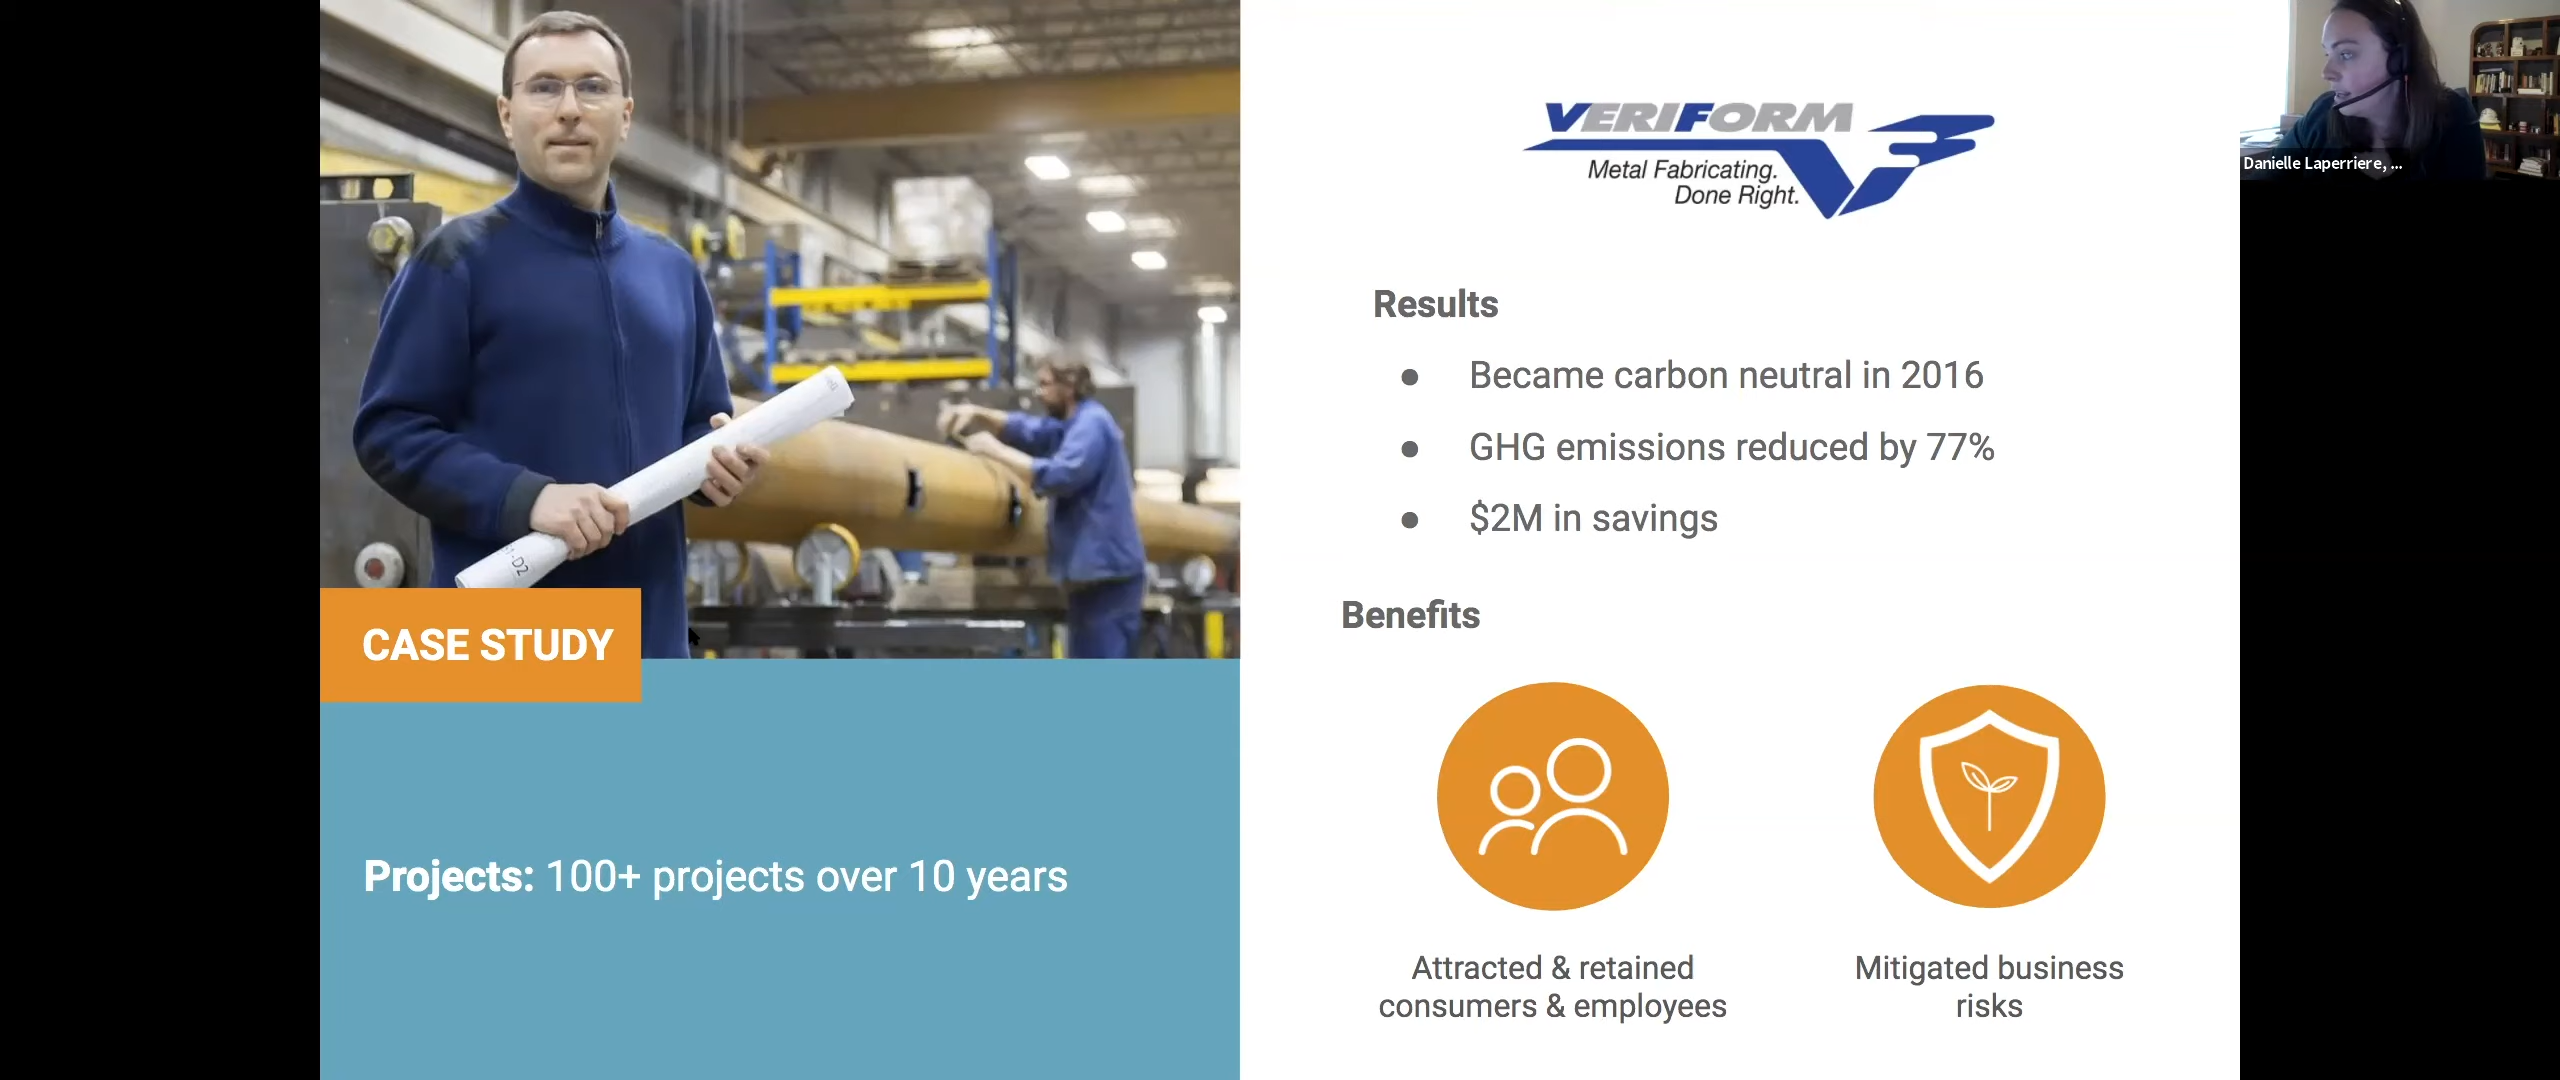 VERIFORM
Metal Fabricating.
Done Right.
Danielle Laperriere, ...
Results
● Became carbon neutral in 2016
● GHG emissions reduced by 77%
● $2M in savings
Benefits
Attracted & retained
consumers & employees
Mitigated business
risks
CASE STUDY
Projects: 100+ projects over 10 years